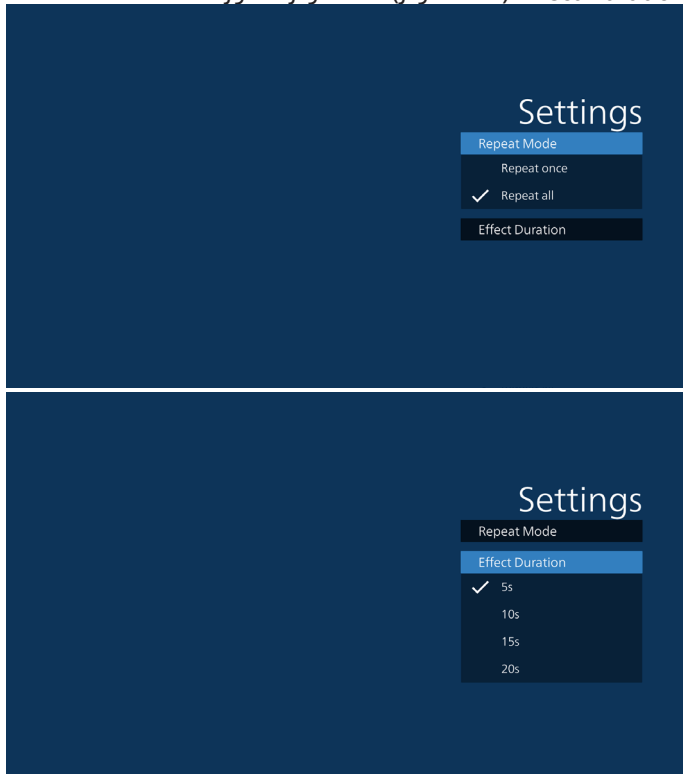 Settings
Repeat Mode
Repeat once
Repeat all
Effect Duration
Settings
Repeat Mode
Effect Duration
5s
10s
15s
20s